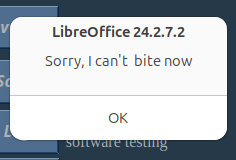 LibreOffice 24.2.7.2
Sorry, I can't  bite now
OK
software testing